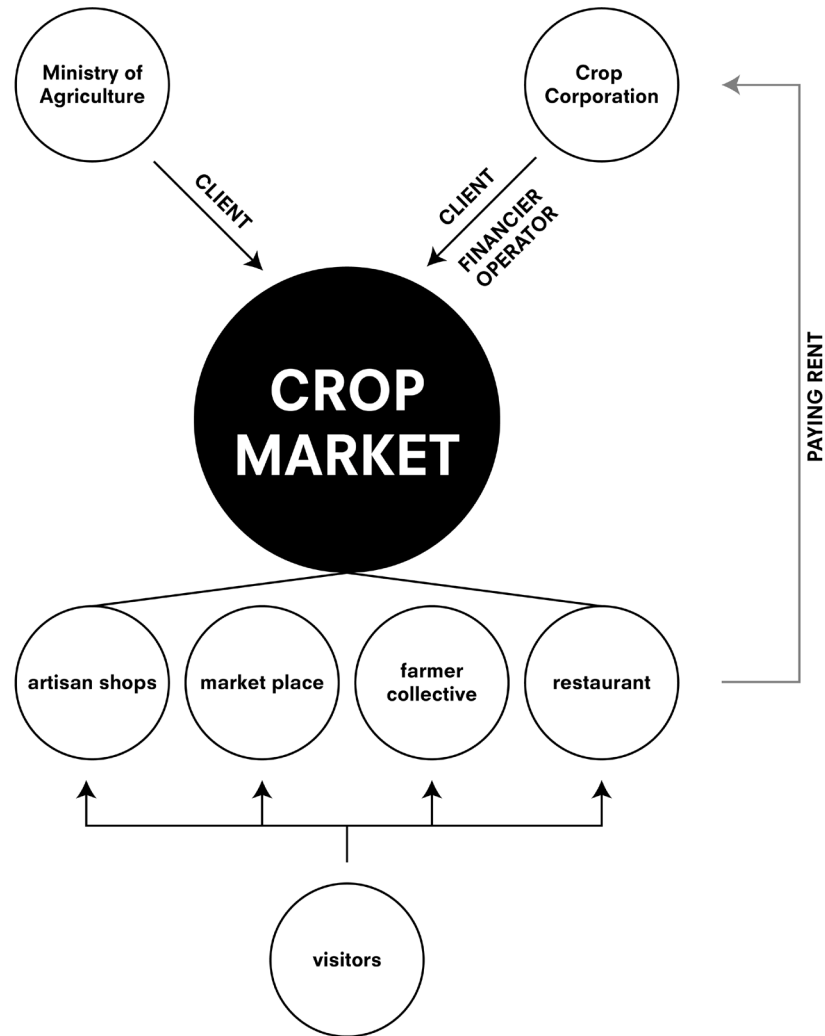 Ministry of
Agriculture
Crop
Corporation
CLIENT
CLIENT
FINANCIER
OPERATOR
CROP
MARKET
PAYING RENT
artisan shops
market place
farmer
collective
restaurant
visitors